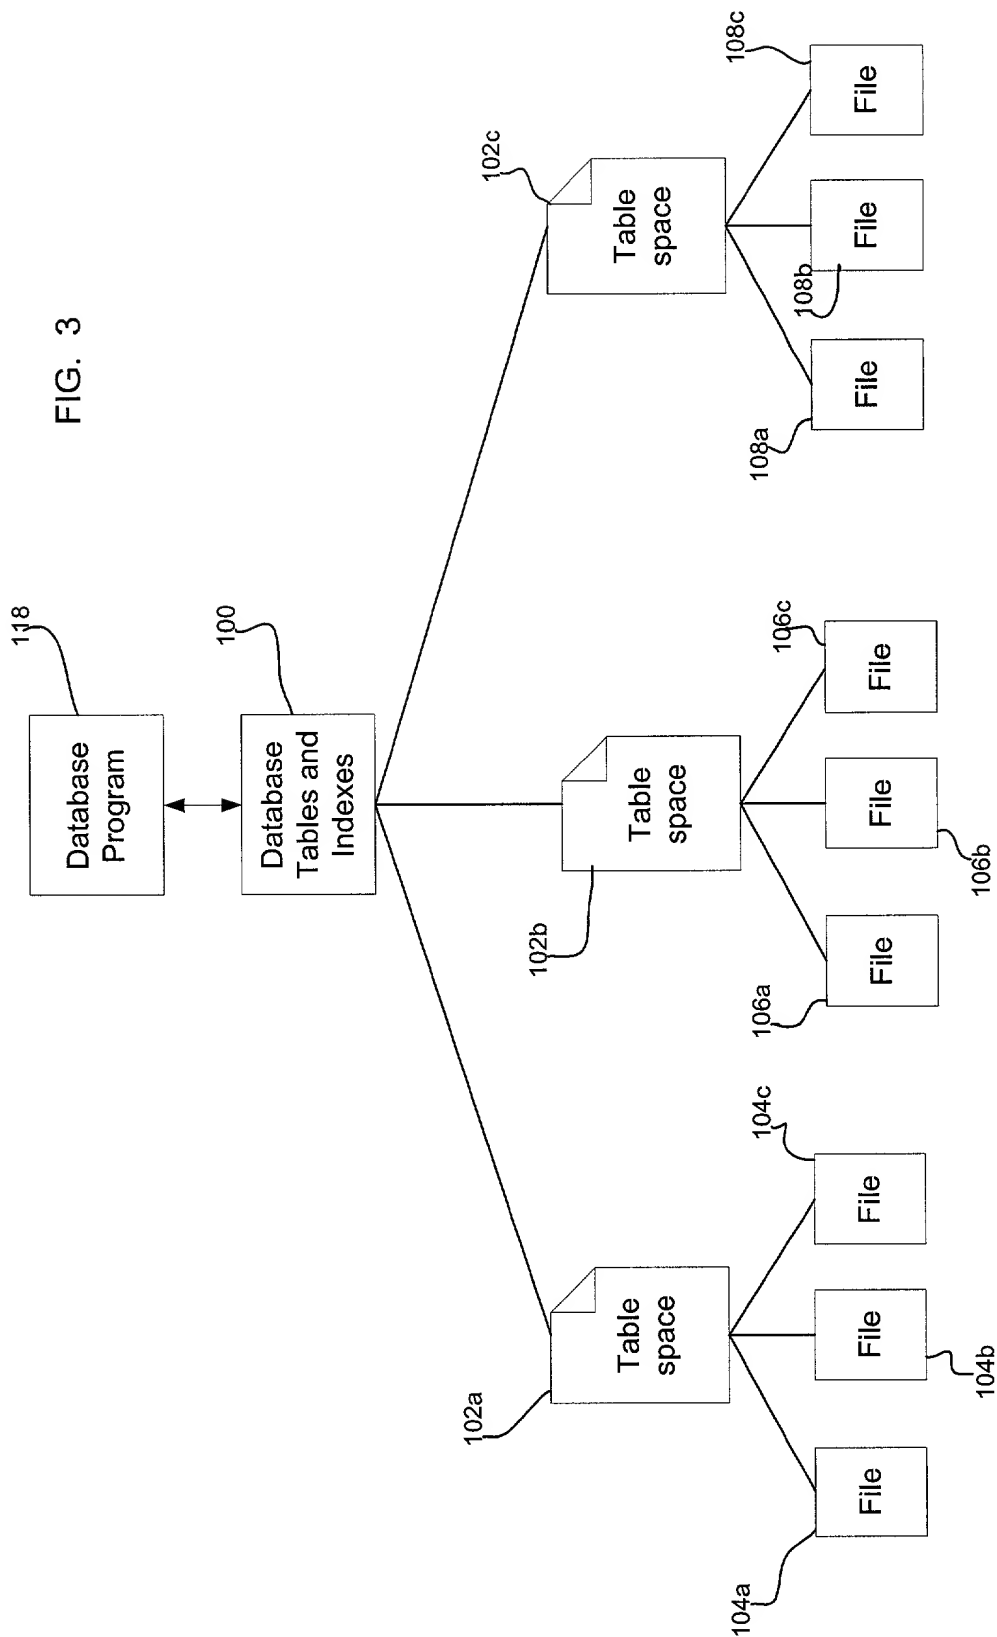 FIG. 3
118
Database
Program
100
Database
Tables and
Indexes
102a
Table
space
102b
Table
space
102c
Table
space
104a
File
104b
File
104c
File
106a
File
106b
File
106c
File
108a
File
108b
File
108c
File